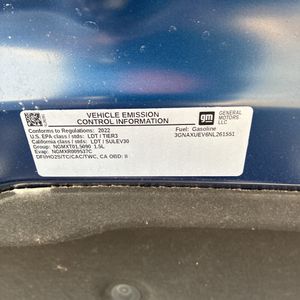 VEHICLE EMISSION
CONTROL INFORMATION
Conforms to Regulations: 2022
U.S. EPA class / stds: LDT / TIER3
California class / stds: LDT / SULEV30
Group: NGMXT01.5090 1.5L
Evap: NGMXR0095
DFI/HO2S/TC/CAC/TWC, CA OBD: II
gm
GENERAL
MOTORS
LLC
Fuel: Gasoline
3GNAXUEV6NL261551